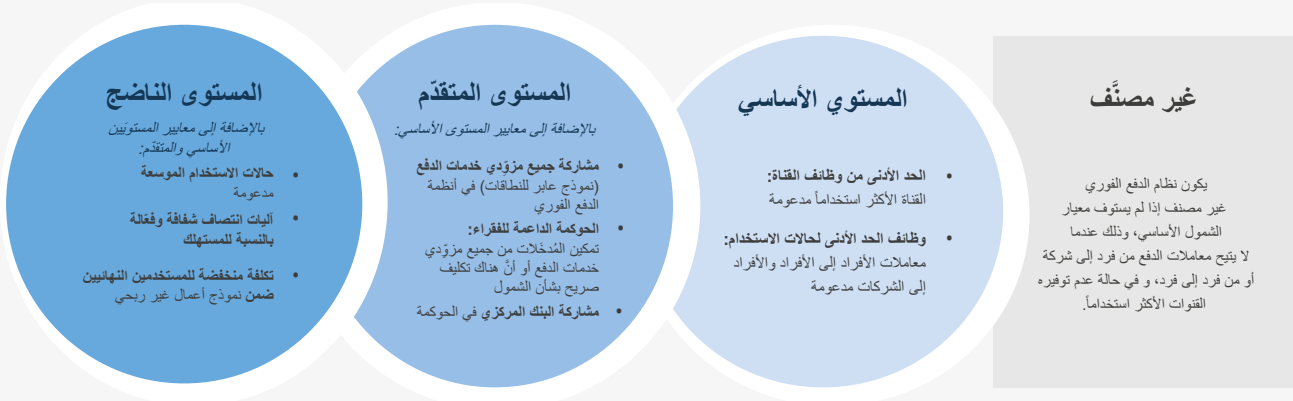 غير مصنَّف
يكون نظام الدفع الفوري
غير مصنف إذا لم يستوف معيار
الشمول الأساسي، وذلك عندما
لا يتيح معاملات الدفع من فرد إلى شركة
أو من فرد إلى فرد، و في حالة عدم توفيره
القنوات الأكثر استخداماً.
المستوي الأساسي
• الحد الأدنى من وظائف القناة:
القناة الأكثر استخداماً مدعومة
• وظائف الحد الأدنى لحالات الاستخدام:
معاملات الأفراد إلى الأفراد والأفراد
إلى الشركات مدعومة
المستوى المتقدّم
بالإضافة إلى معايير المستوى الأساسي:
• مشاركة جميع مزوّدي خدمات الدفع
(نموذج عابر للنطاقات) في أنظمة
الدفع الفوري
• الحوكمة الداعمة للفقراء:
تمكين المُدخَلات من جميع مزوّدي
خدمات الدفع أو أنَّ هناك تكليف
صريح بشأن الشمول
• مشاركة البنك المركزي في الحوكمة
المستوى الناضج
بالإضافة إلى معايير المستويَين
الأساسي والمتقدّم:
• حالات الاستخدام الموسعة
مدعومة
• آليات انتصاف شفافة وفعّالة
بالنسبة للمستهلك
• تكلفة منخفضة للمستخدمين النهائيين
ضمن نموذج أعمال غير ربحي